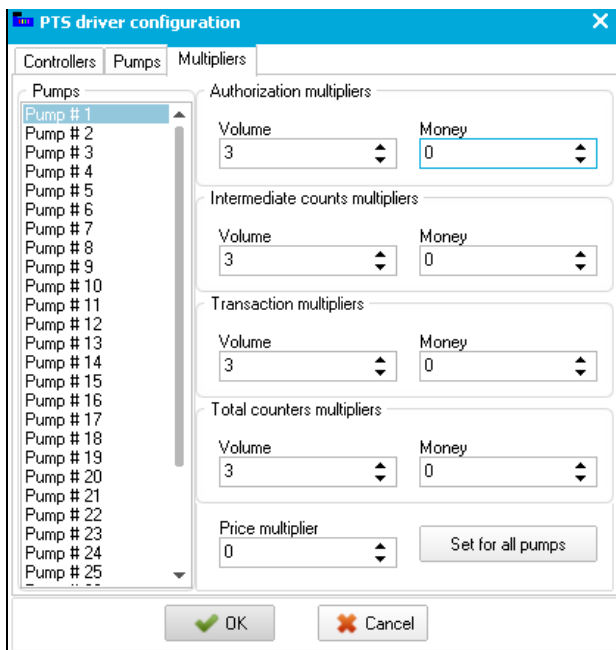 PTS driver configuration
Controllers Pumps Multipliers
Pumps
Pump # 1
Pump # 2
Pump # 3
Pump # 4
Pump # 5
Pump # 6
Pump # 7
Pump # 8
Pump # 9
Pump # 10
Pump # 11
Pump # 12
Pump # 13
Pump # 14
Pump # 15
Pump # 16
Pump # 17
Pump # 18
Pump # 19
Pump # 20
Pump # 21
Pump # 22
Pump # 23
Pump # 24
Pump # 25
Authorization multipliers
Volume Money
3 0
Intermediate counts multipliers
Volume Money
3 0
Transaction multipliers
Volume Money
3 0
Total counters multipliers
Volume Money
3 0
Price multiplier
0
Set for all pumps
OK Cancel